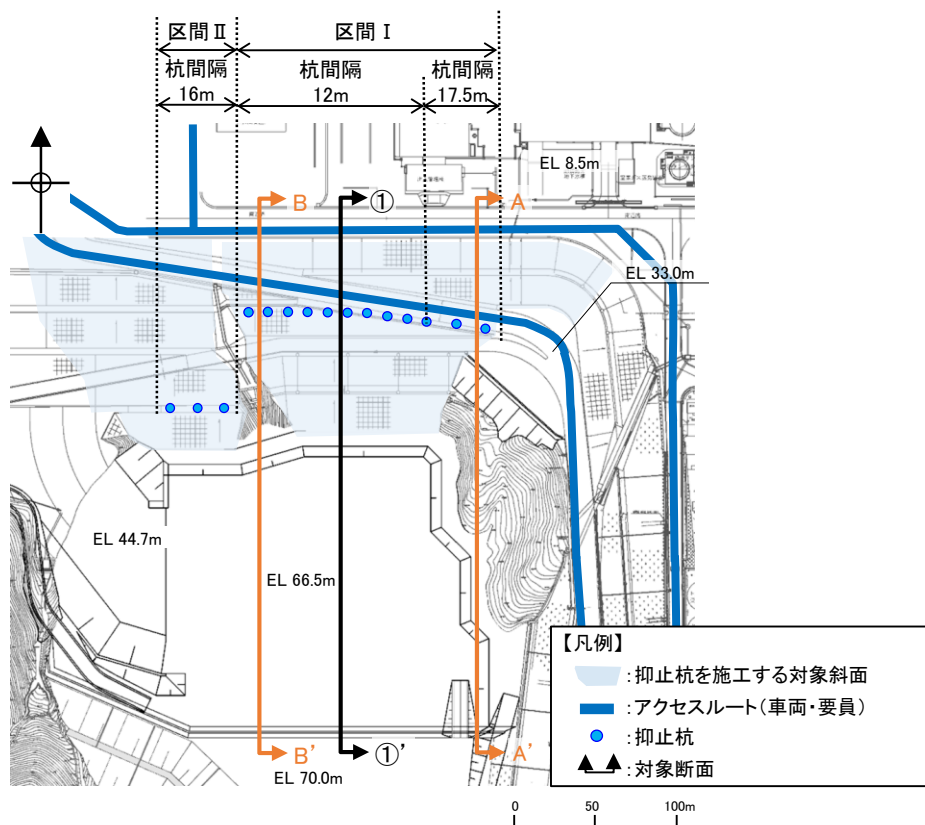 区間Ⅱ
区間Ⅰ
杭間隔
杭間隔
杭間隔
16m
12m
17.5m
EL 8.5m
B
①
A
EL 33.0m
EL 44.7m
EL 66.5m
B'
①'
A'
EL 70.0m
【凡例】
:抑止杭を施工する対象斜面
:アクセスルート(車両・要員)
:抑止杭
:対象断面
0 50 100m